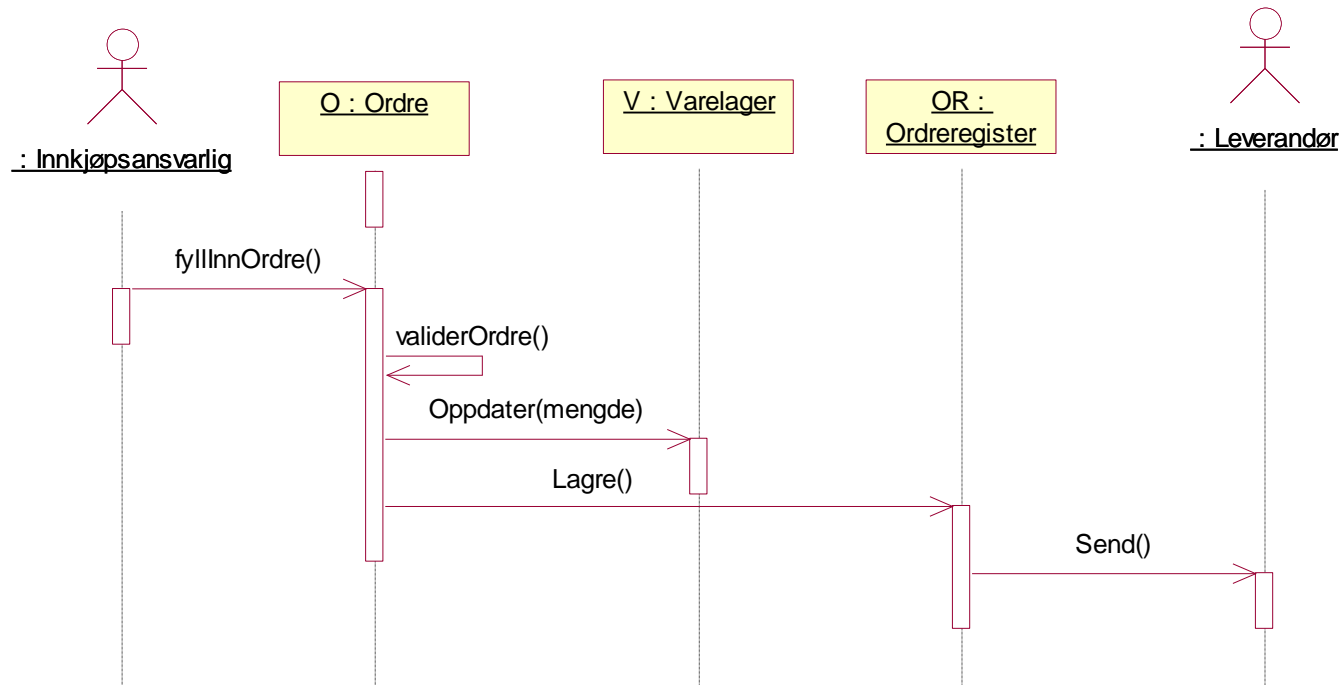 : Innkjøpsansvarlig
O : Ordre
V : Varelager
OR :
Ordreregister
: Leverandør
fyllInnOrdre()
validerOrdre()
Oppdater(mengde)
Lagre()
Send()